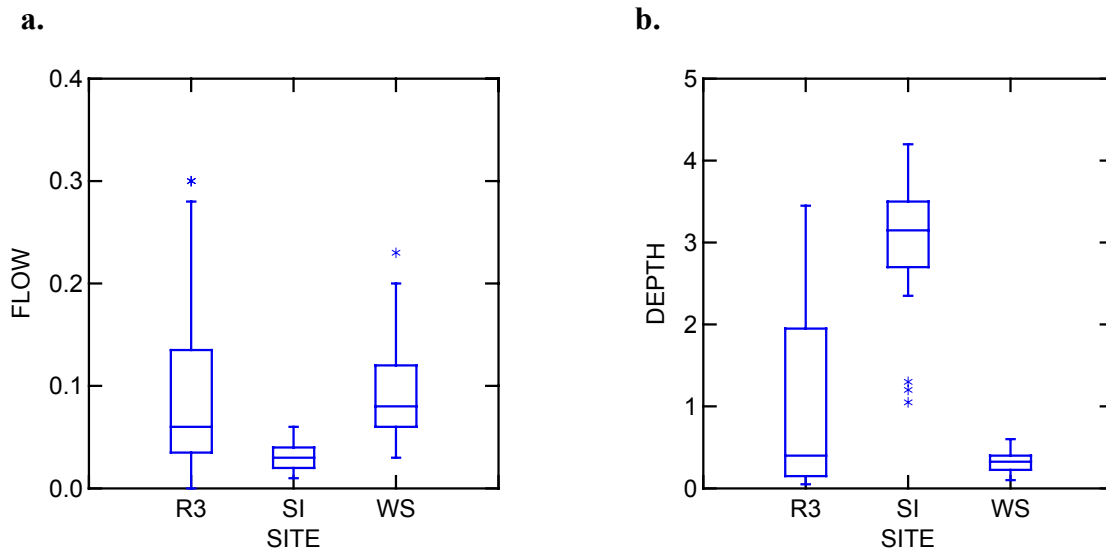 a.
FLOW
0.4
0.3
0.2
0.1
0.0
R3 SI WS
SITE
b.
DEPTH
5
4
3
2
1
0
R3 SI WS
SITE